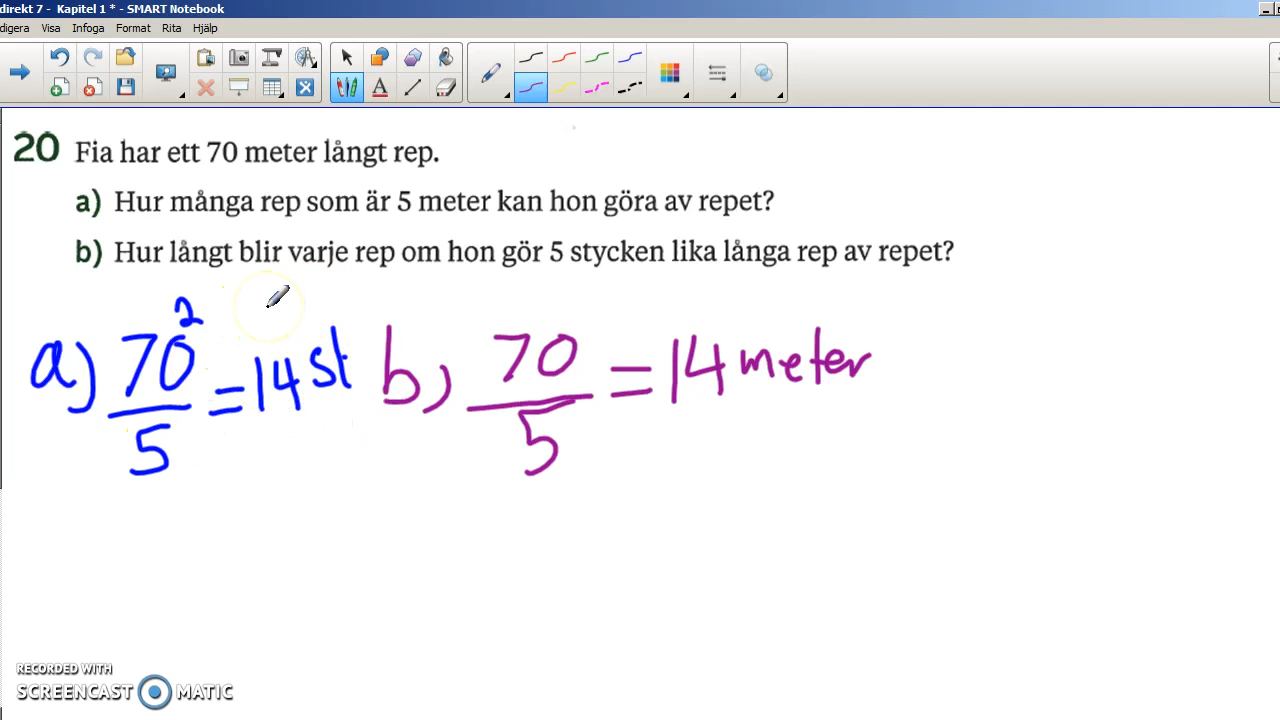 direkt 7 - Kapitel 1 * - SMART Notebook
digera Visa Infoga Format Rita Hjälp
20 Fia har ett 70 meter långt rep.
a) Hur många rep som är 5 meter kan hon göra av repet?
b) Hur långt blir varje rep om hon gör 5 stycken lika långa rep av repet?
2
a) 70 / 5 = 14 st b) 70 / 5 = 14 meter
RECORDED WITH
SCREENCAST MATIC